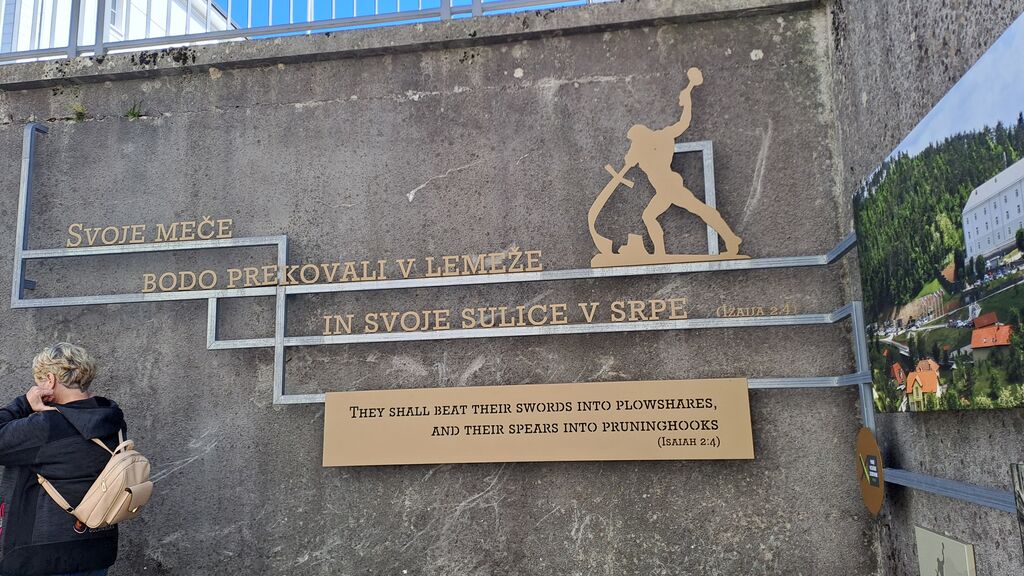 SVOJE MEČE
BODO PREKOVALI V LEMEŽE
IN SVOJE SULICE V SRPE (IZAIJA 2:4)
THEY SHALL BEAT THEIR SWORDS INTO PLOWSHARES,
AND THEIR SPEARS INTO PRUNINGHOOKS
(ISAIAH 2:4)